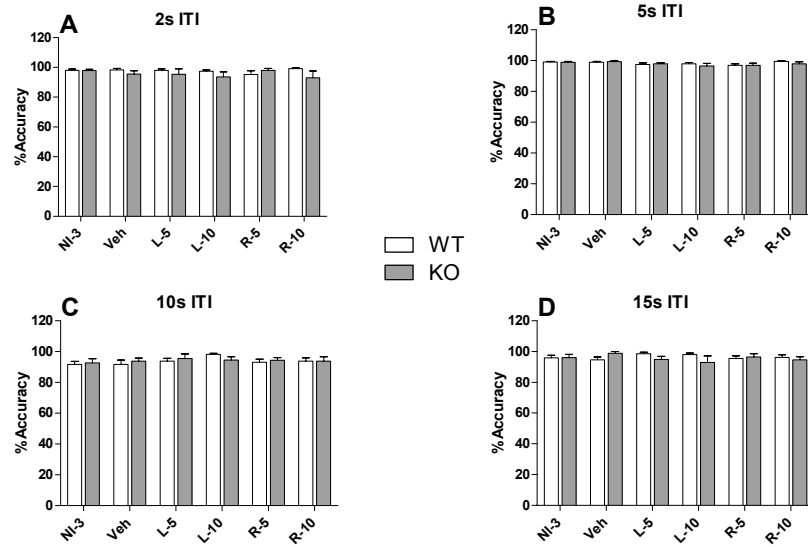 A
2s ITI
%Accuracy
120
100
80
60
40
20
0
NI-3
Veh
L-5
L-10
R-5
R-10
B
5s ITI
%Accuracy
120
100
80
60
40
20
0
NI-3
Veh
L-5
L-10
R-5
R-10
WT
KO
C
10s ITI
%Accuracy
120
100
80
60
40
20
0
NI-3
Veh
L-5
L-10
R-5
R-10
D
15s ITI
%Accuracy
120
100
80
60
40
20
0
NI-3
Veh
L-5
L-10
R-5
R-10